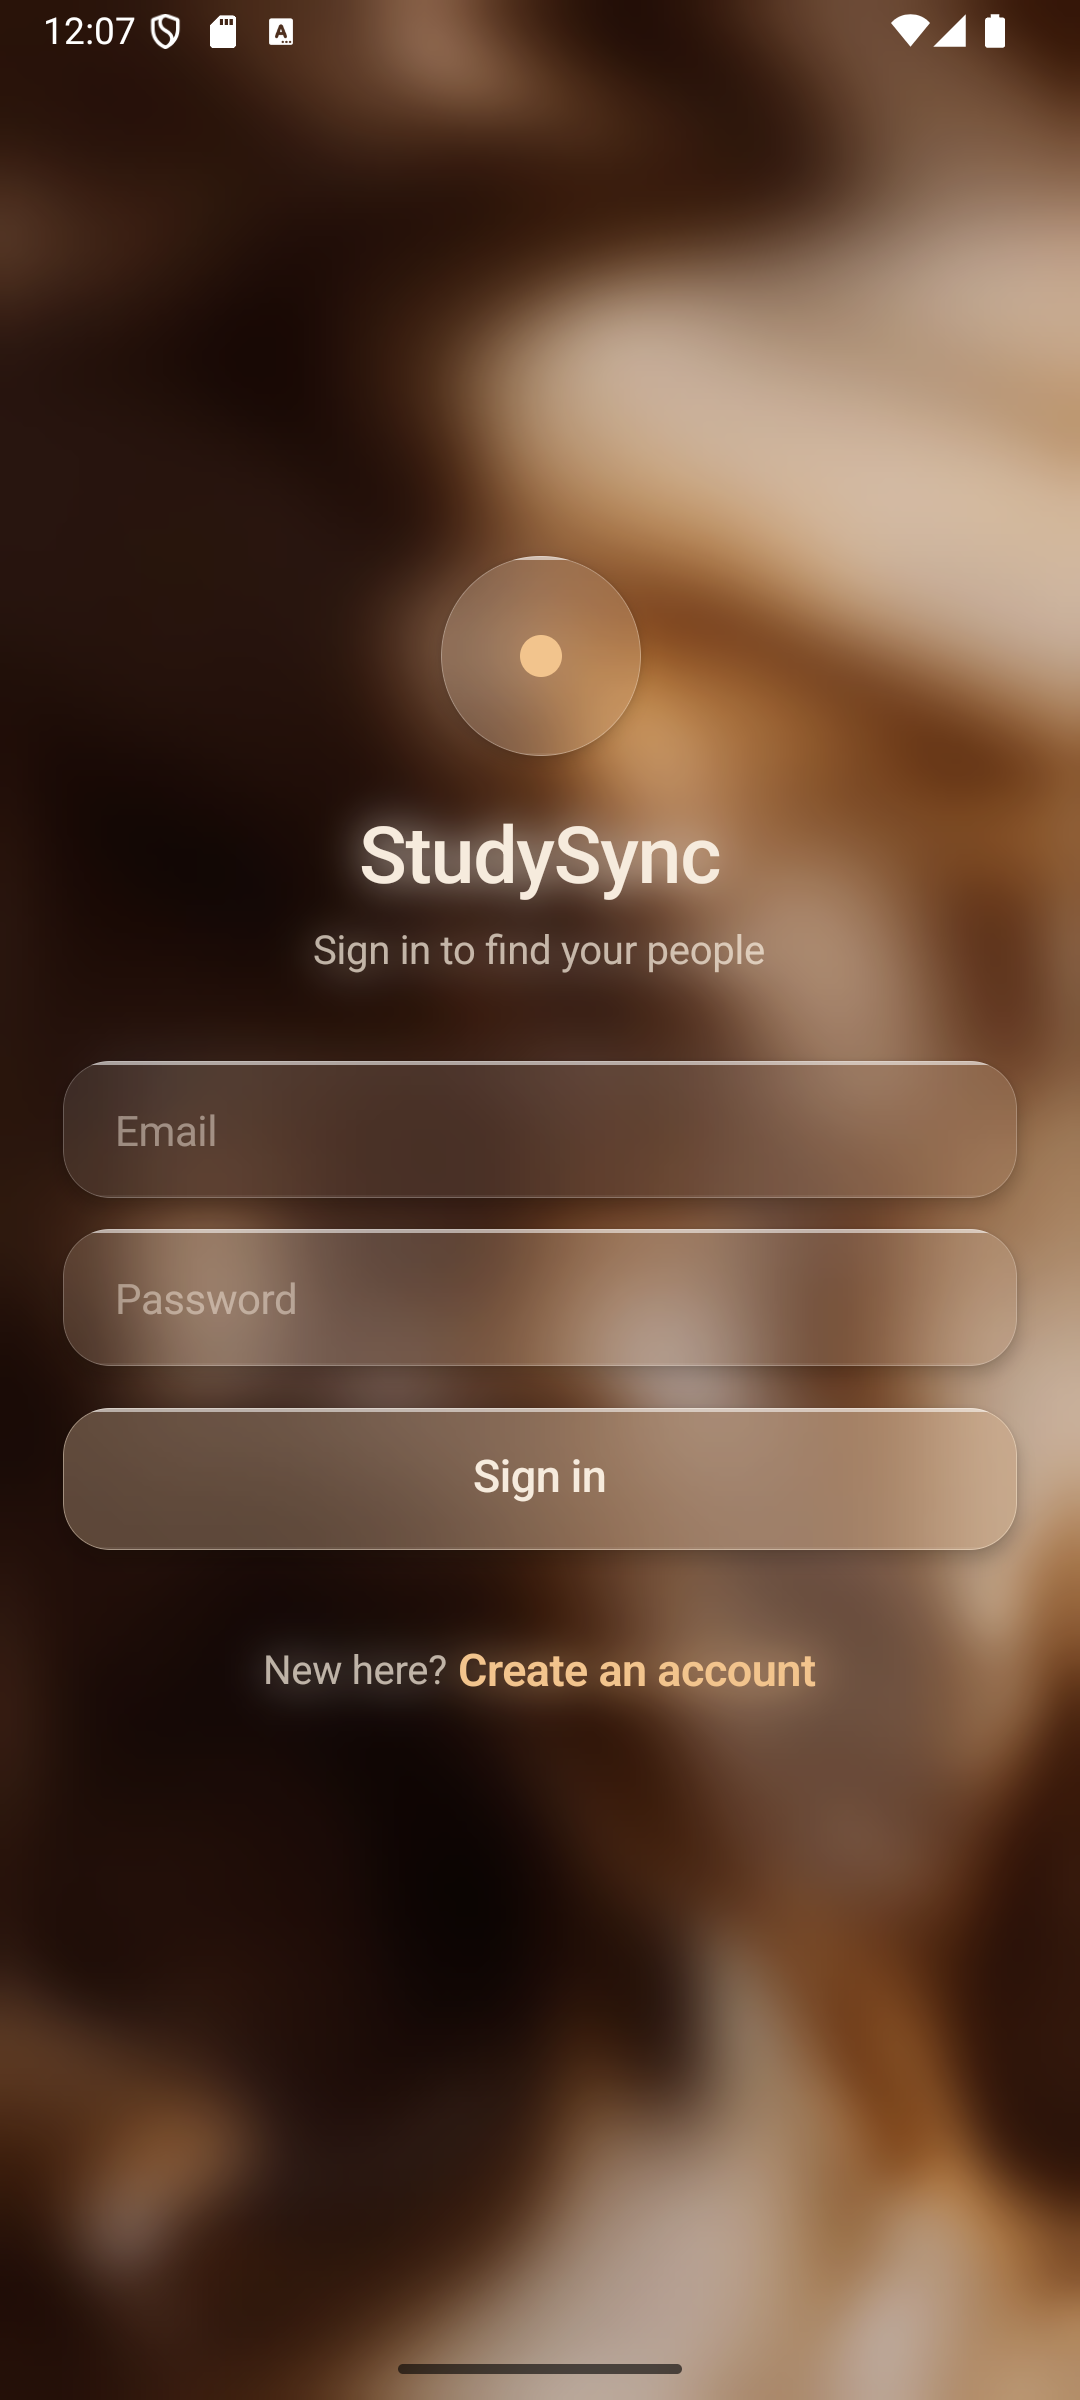 12:07
StudySync
Sign in to find your people
Email
Password
Sign in
New here? Create an account